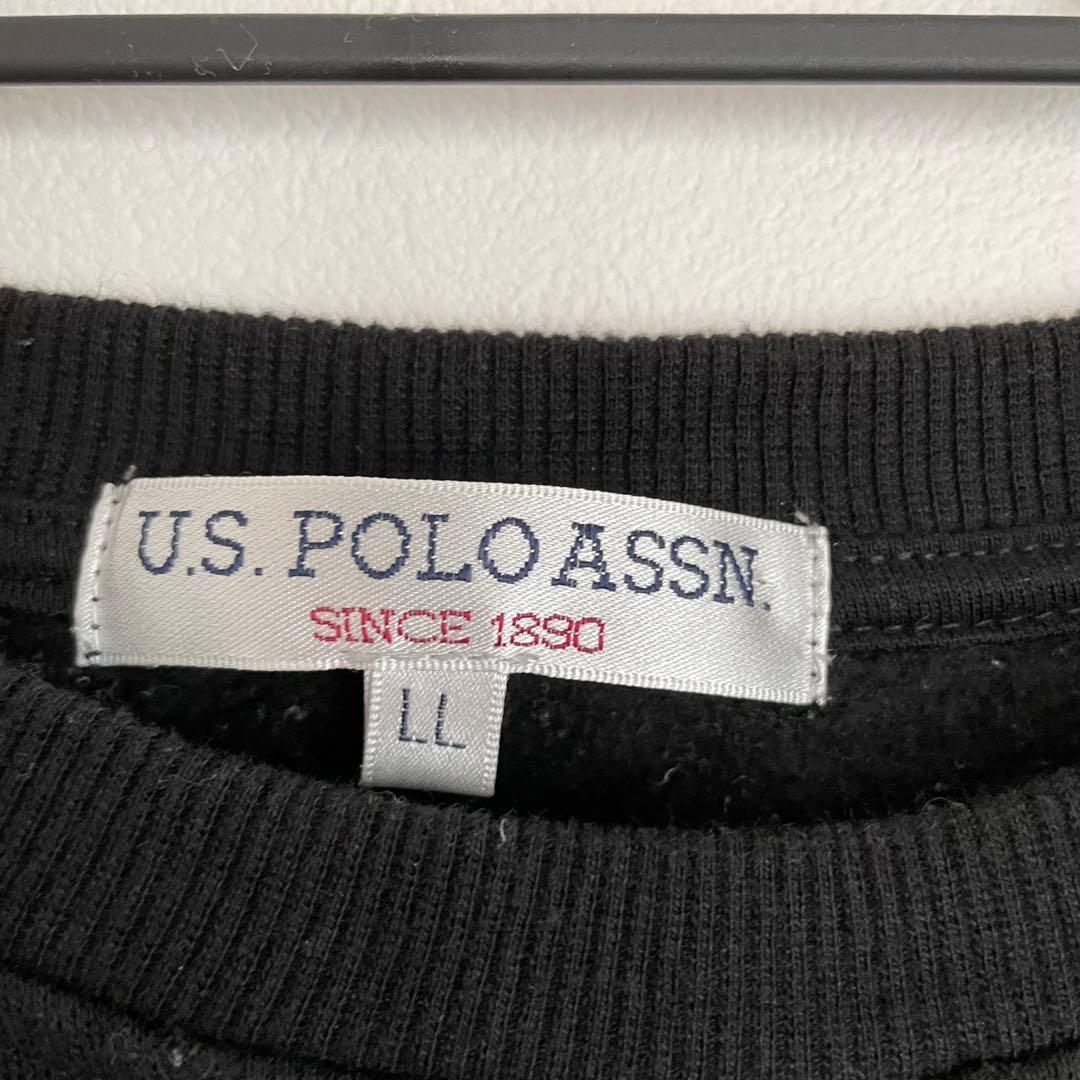 U.S. POLO ASSN.
SINCE 1890
LL